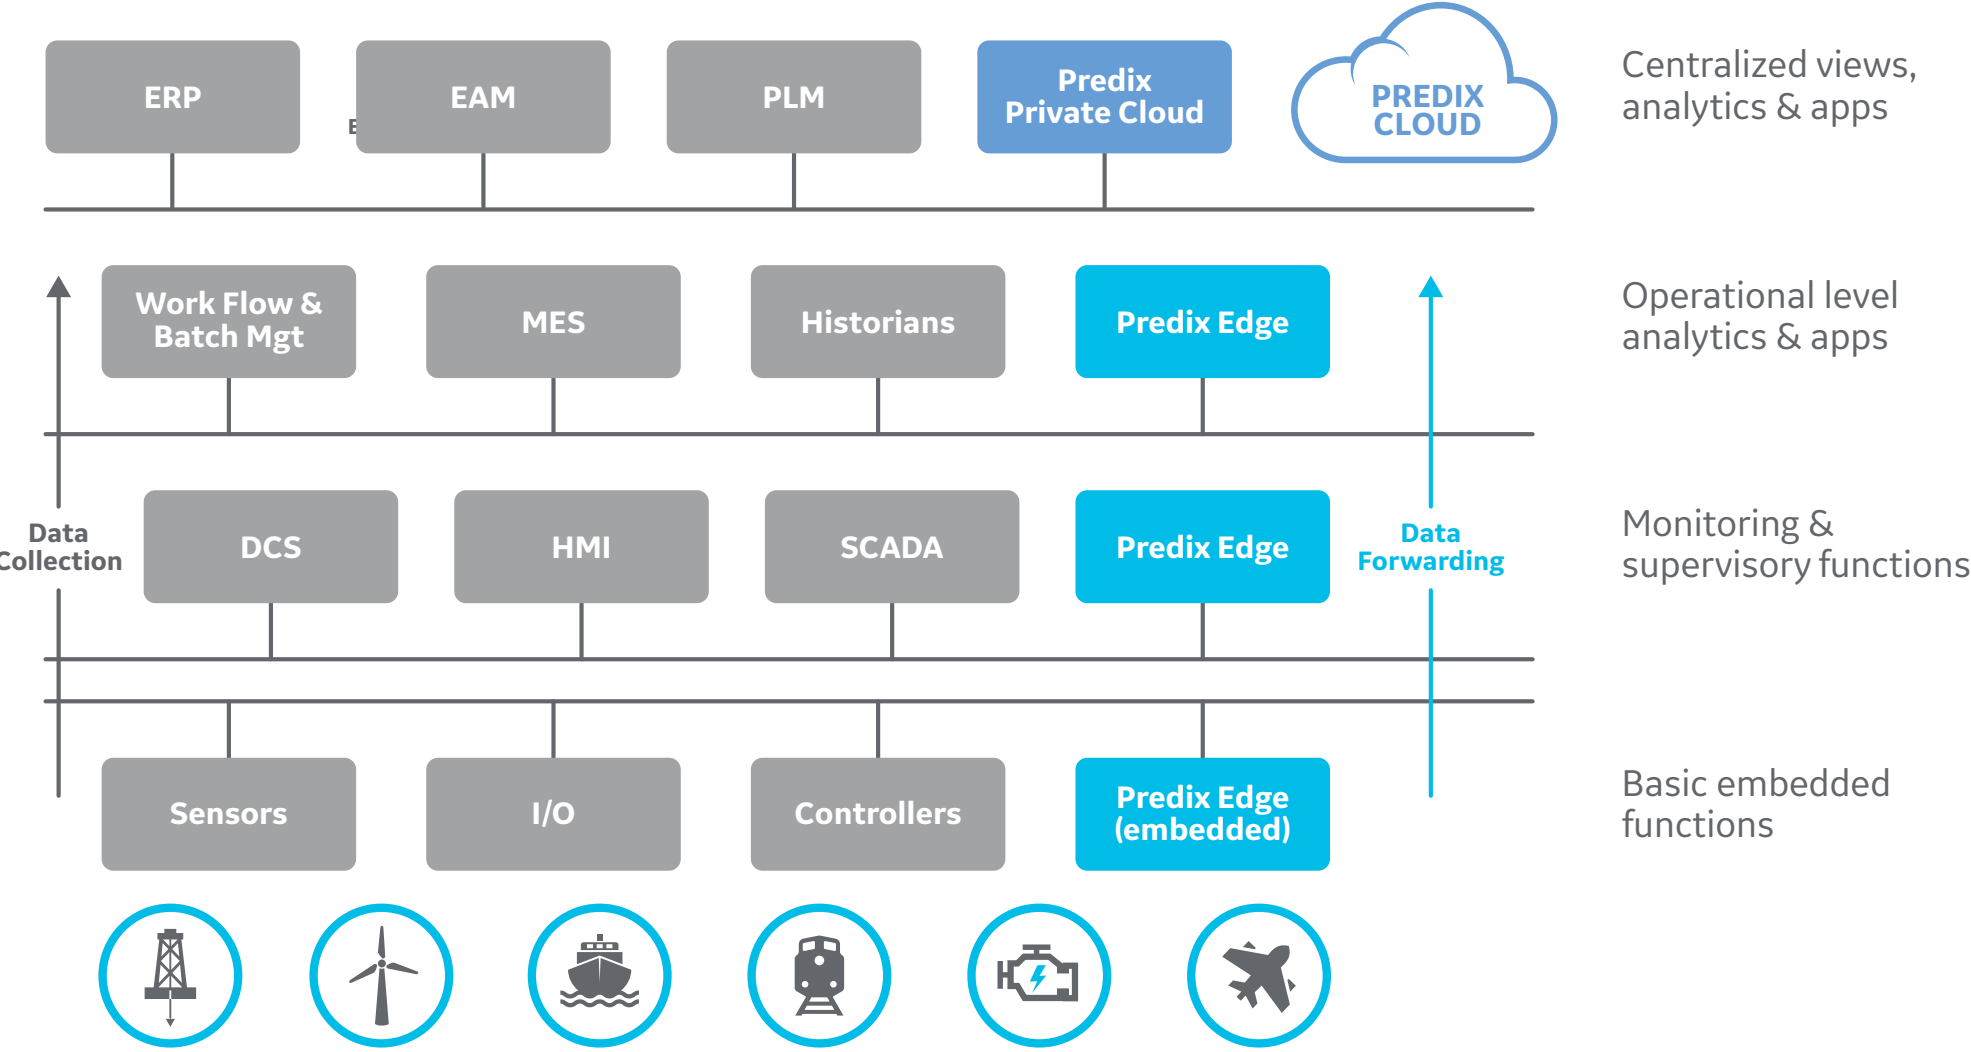 ERP
EAM
PLM
Predix
Private Cloud
PREDIX
CLOUD
Centralized views,
analytics & apps
Work Flow &
Batch Mgt
MES
Historians
Predix Edge
Operational level
analytics & apps
Data
Collection
DCS
HMI
SCADA
Predix Edge
Data
Forwarding
Monitoring &
supervisory functions
Sensors
I/O
Controllers
Predix Edge
(embedded)
Basic embedded
functions